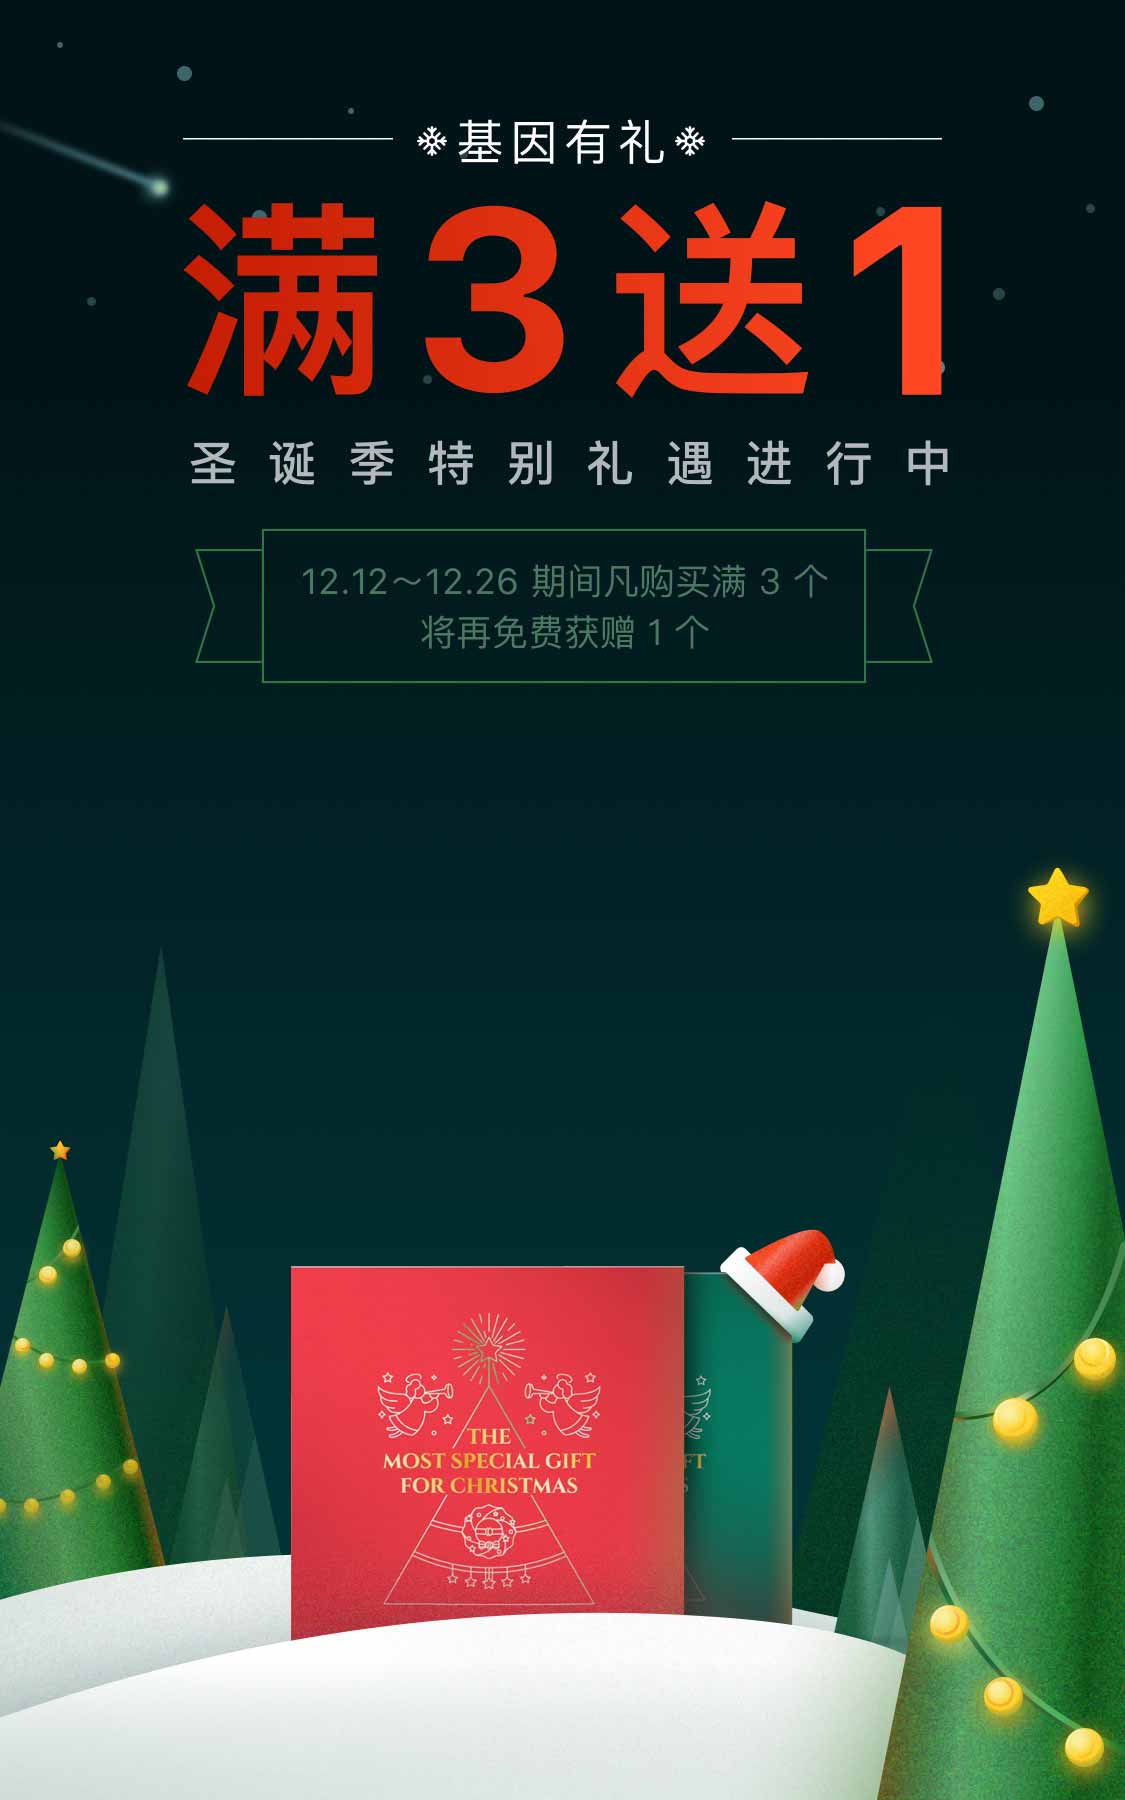 基因有礼
满3送1
圣诞季特别礼遇进行中
12.12～12.26 期间凡购买满 3 个
将再免费获赠 1 个
THE
MOST SPECIAL GIFT
FOR CHRISTMAS
FT
S